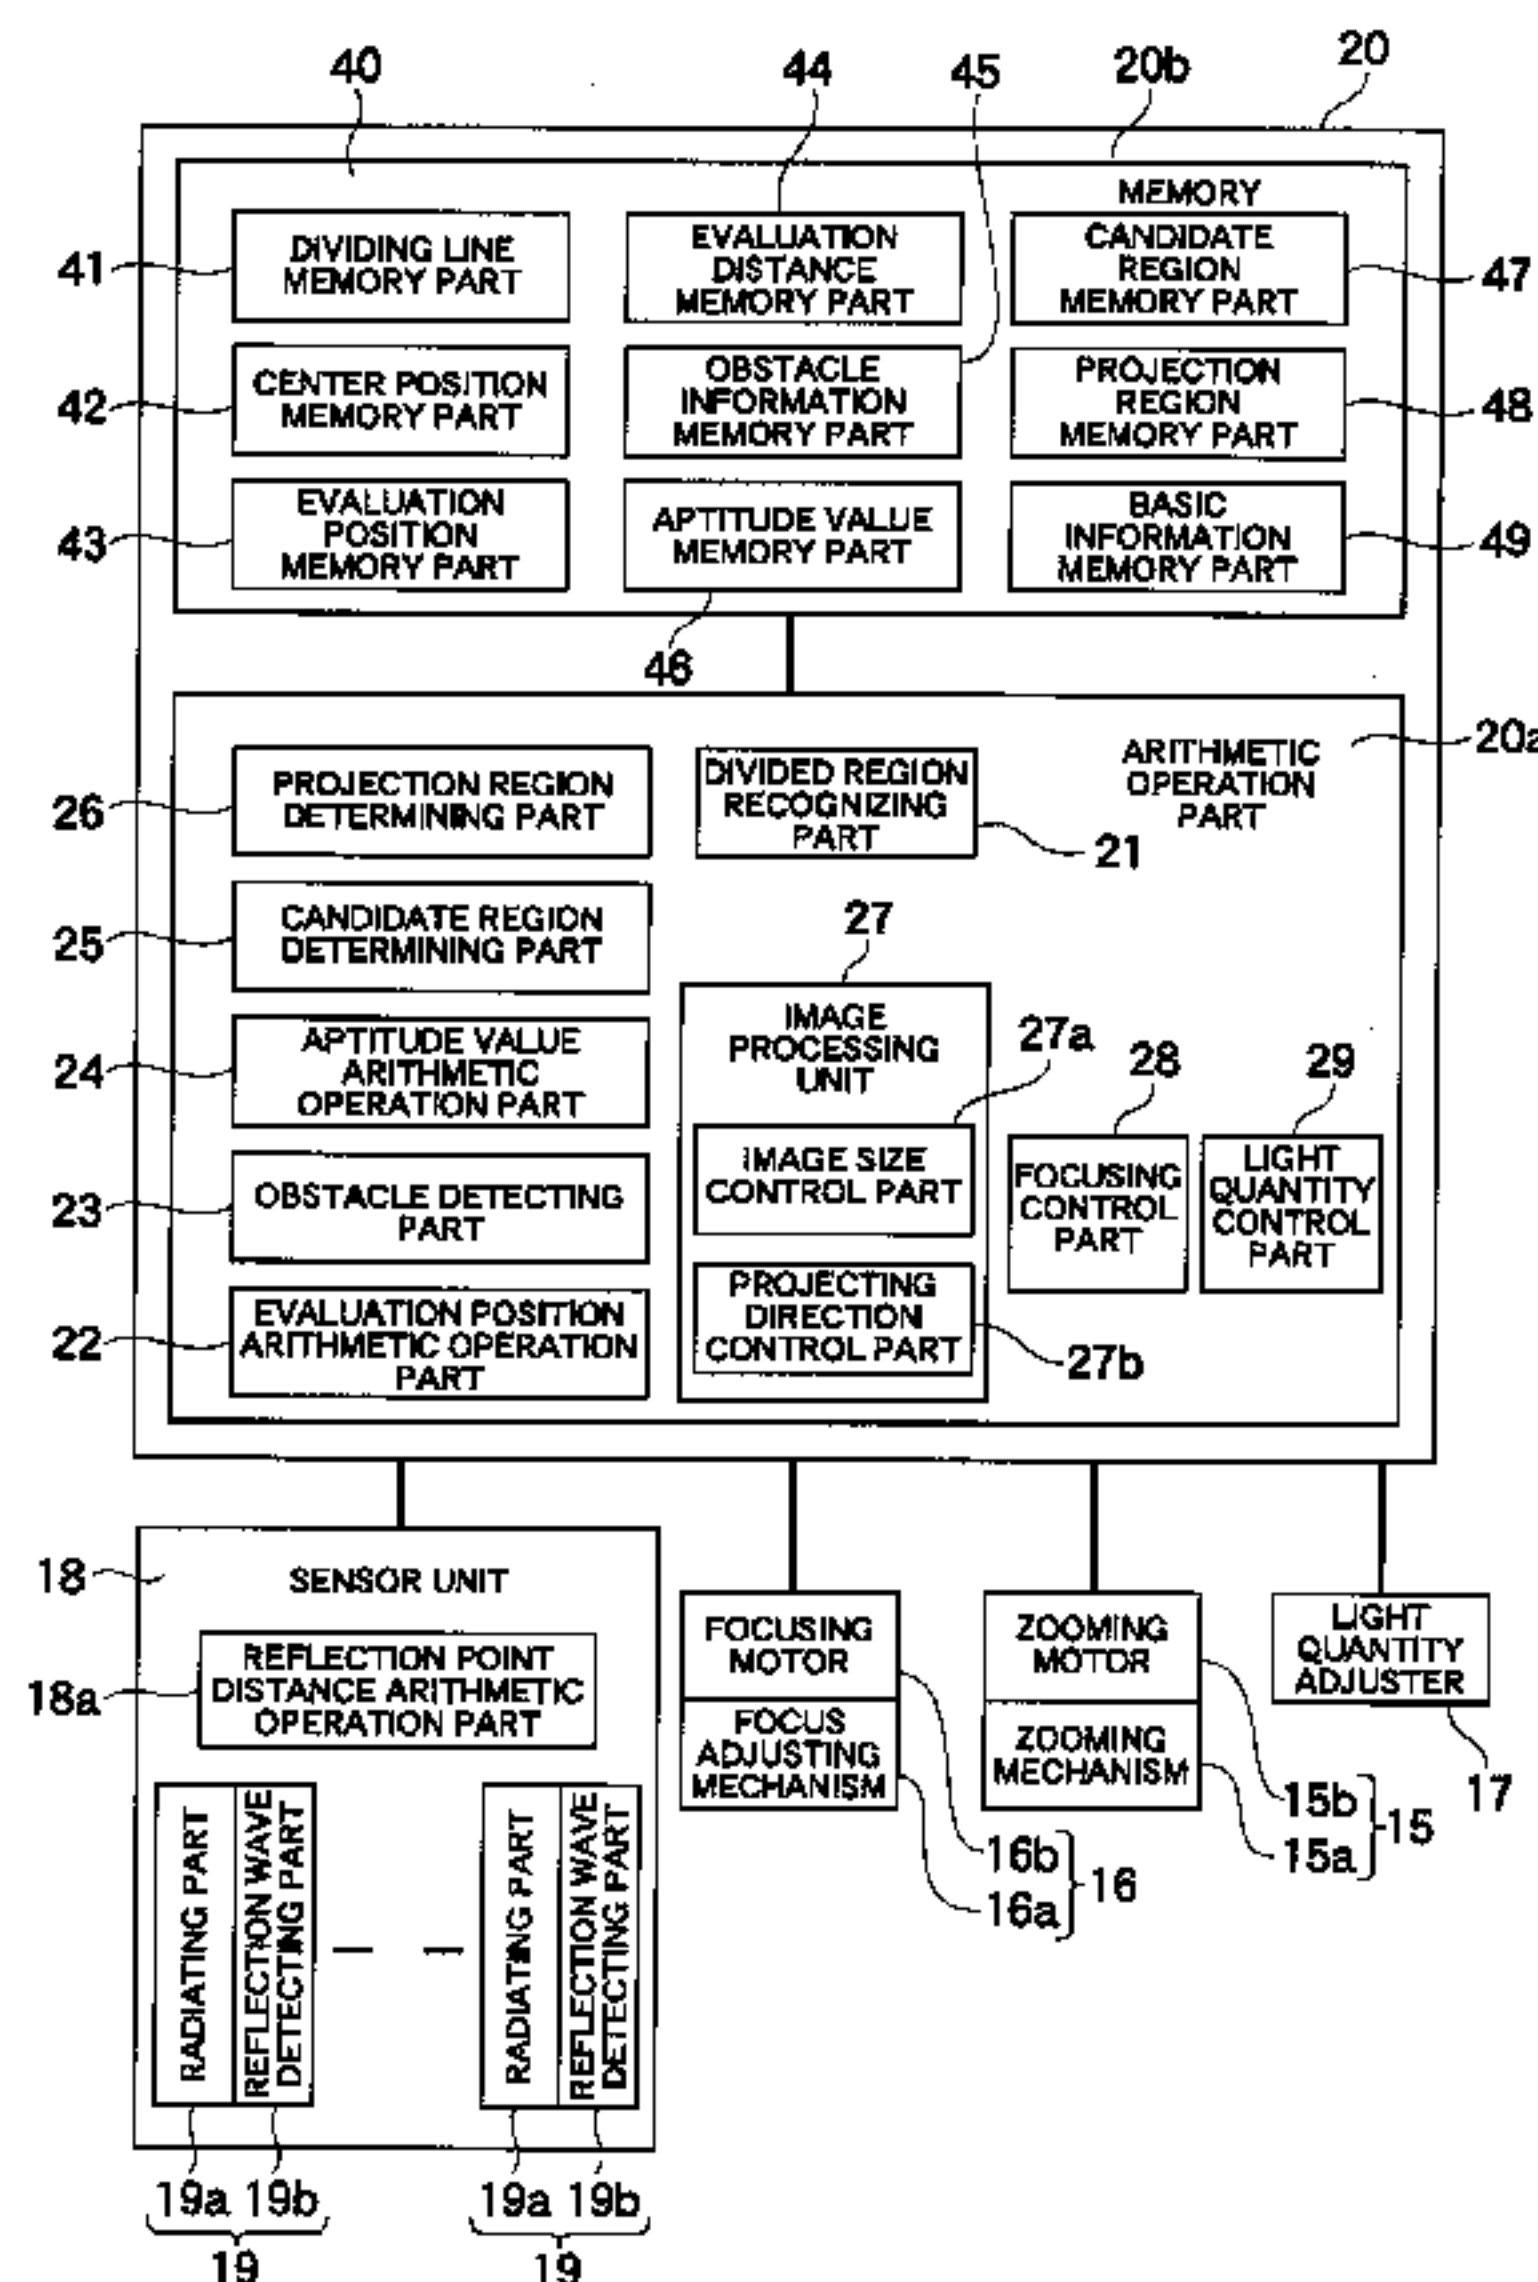 40
44
45
20b
20
MEMORY
41
DIVIDING LINE
MEMORY PART
EVALUATION
DISTANCE
MEMORY PART
CANDIDATE
REGION
MEMORY PART
47
42
CENTER POSITION
MEMORY PART
OBSTACLE
INFORMATION
MEMORY PART
PROJECTION
REGION
MEMORY PART
48
43
EVALUATION
POSITION
MEMORY PART
APTITUDE VALUE
MEMORY PART
BASIC
INFORMATION
MEMORY PART
49
46
20a
ARITHMETIC
OPERATION
PART
26
PROJECTION REGION
DETERMINING PART
DIVIDED REGION
RECOGNIZING
PART
21
25
CANDIDATE REGION
DETERMINING PART
27
IMAGE
PROCESSING
UNIT
24
APTITUDE VALUE
ARITHMETIC
OPERATION PART
27a
28
29
23
OBSTACLE DETECTING
PART
IMAGE SIZE
CONTROL PART
FOCUSING
CONTROL
PART
LIGHT
QUANTITY
CONTROL
PART
22
EVALUATION POSITION
ARITHMETIC OPERATION
PART
PROJECTING
DIRECTION
CONTROL PART
27b
18
SENSOR UNIT
18a
REFLECTION POINT
DISTANCE ARITHMETIC
OPERATION PART
FOCUSING
MOTOR
FOCUS
ADJUSTING
MECHANISM
ZOOMING
MOTOR
ZOOMING
MECHANISM
LIGHT
QUANTITY
ADJUSTER
17
15b
15a
15
16b
16a
16
RADIATING PART
REFLECTION WAVE
DETECTING PART
RADIATING PART
REFLECTION WAVE
DETECTING PART
19a 19b
19a 19b
19
19